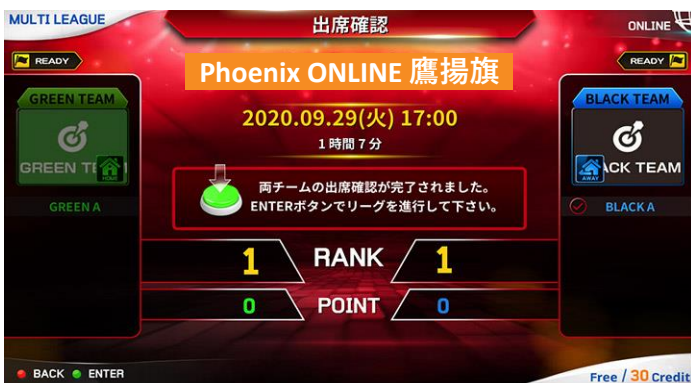 MULTI LEAGUE
出席確認
ONLINE
READY
Phoenix ONLINE 鷹揚旗
READY
GREEN TEAM
2020.09.29(火) 17:00
BLACK TEAM
1時間7分
GREEN TE
HOME
AWAY
ACK TEAM
両チームの出席確認が完了されました。
ENTERボタンでリーグを進行して下さい。
GREEN A
BLACK A
1 RANK 1
0 POINT 0
BACK ENTER
Free / 30 Credit